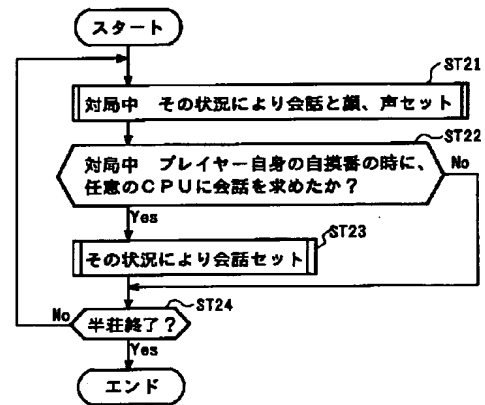 スタート
ST21
対局中　その状況により会話と顔、声セット
ST22
対局中　プレイヤー自身の自摸番の時に、
任意のＣＰＵに会話を求めたか？
No
Yes
ST23
その状況により会話セット
ST24
No
半荘終了？
Yes
エンド